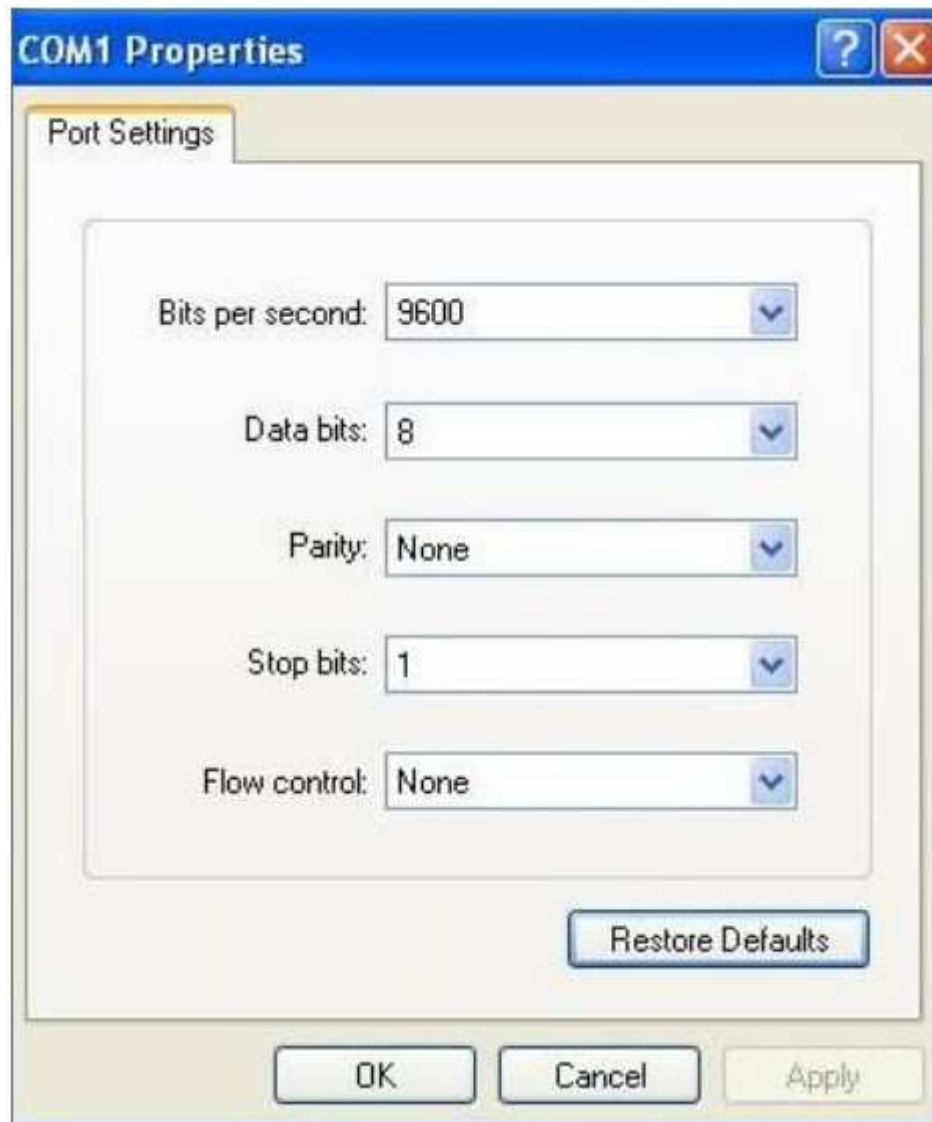 COM1 Properties
?
Port Settings
Bits per second: 9600
Data bits: 8
Parity: None
Stop bits: 1
Flow control: None
Restore Defaults
OK Cancel Apply